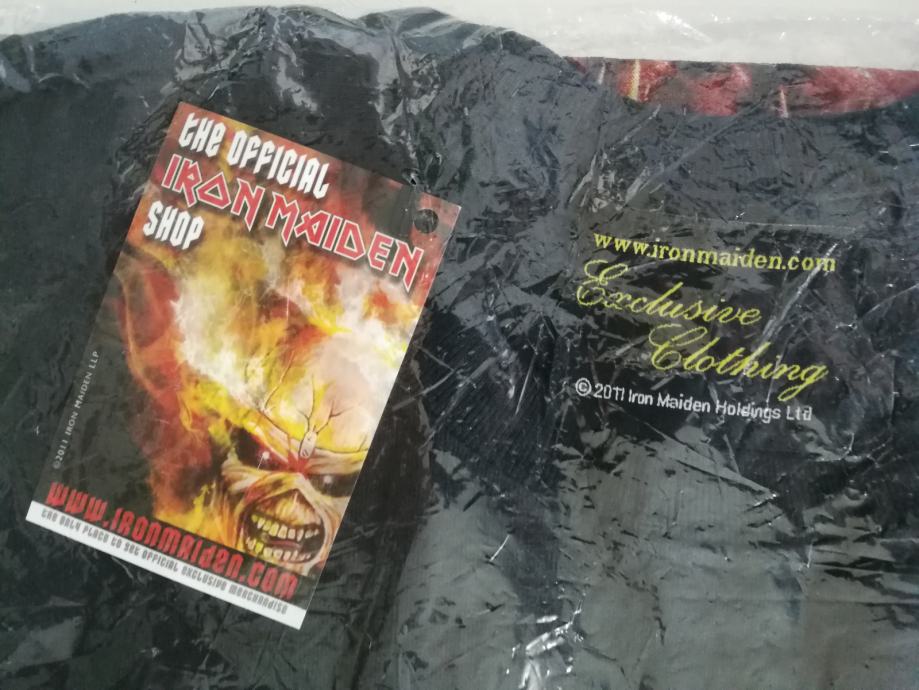 THE OFFICIAL
IRON MAIDEN
SHOP
©2011 IRON MAIDEN LLP
WWW.IRONMAIDEN.COM
THE ONLY PLACE TO GET OFFICIAL EXCLUSIVE MERCHANDISE
www.ironmaiden.com
Exclusive
Clothing
© 2011 Iron Maiden Holdings Ltd